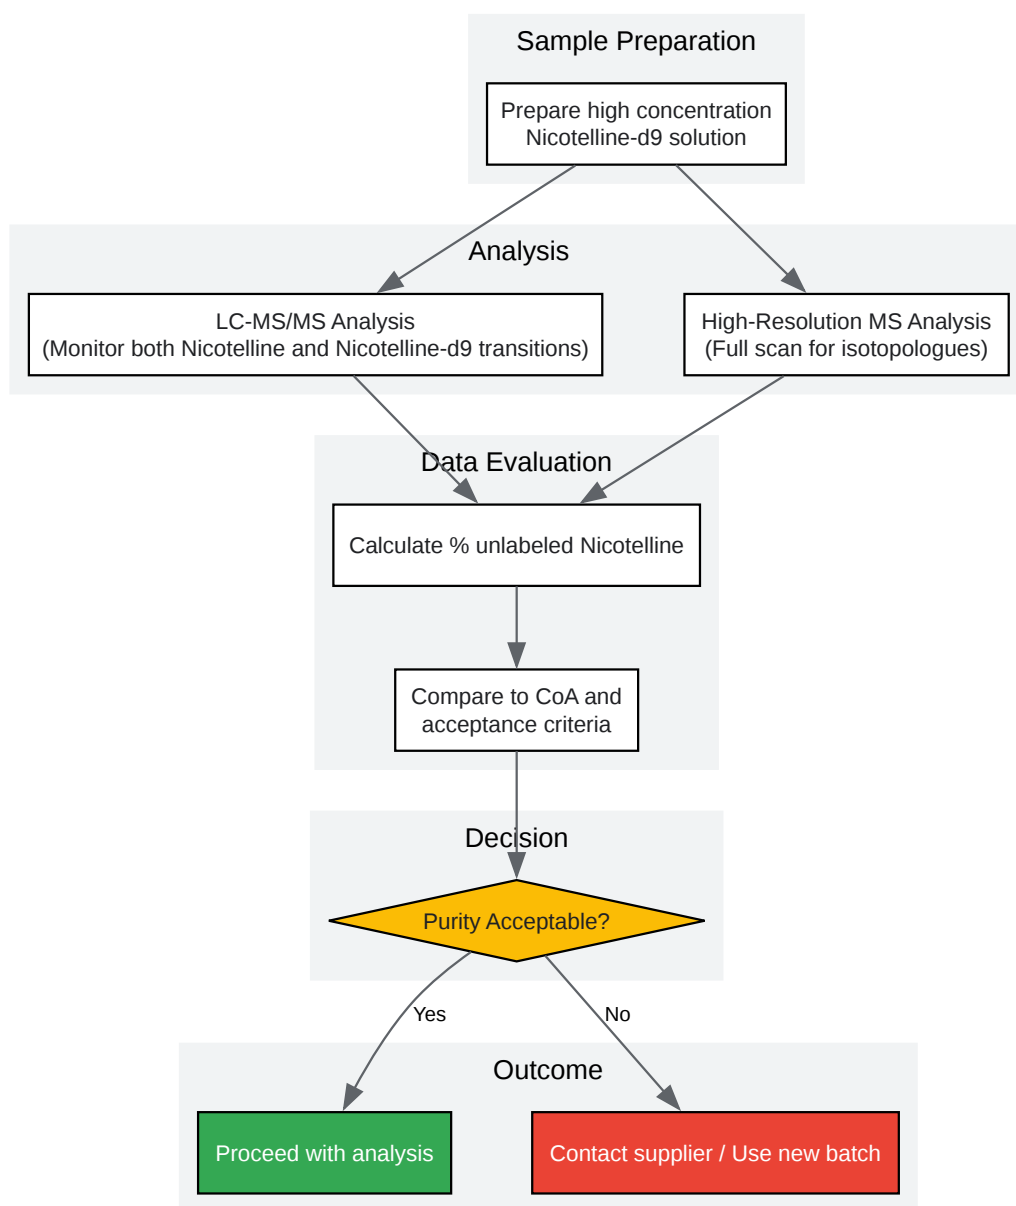 Sample Preparation
Prepare high concentration
Nicotelline-d9 solution
Analysis
LC-MS/MS Analysis
(Monitor both Nicotelline and Nicotelline-d9 transitions)
High-Resolution MS Analysis
(Full scan for isotopologues)
Data Evaluation
Calculate % unlabeled Nicotelline
Compare to CoA and
acceptance criteria
Decision
Purity Acceptable?
Yes
No
Outcome
Proceed with analysis
Contact supplier / Use new batch